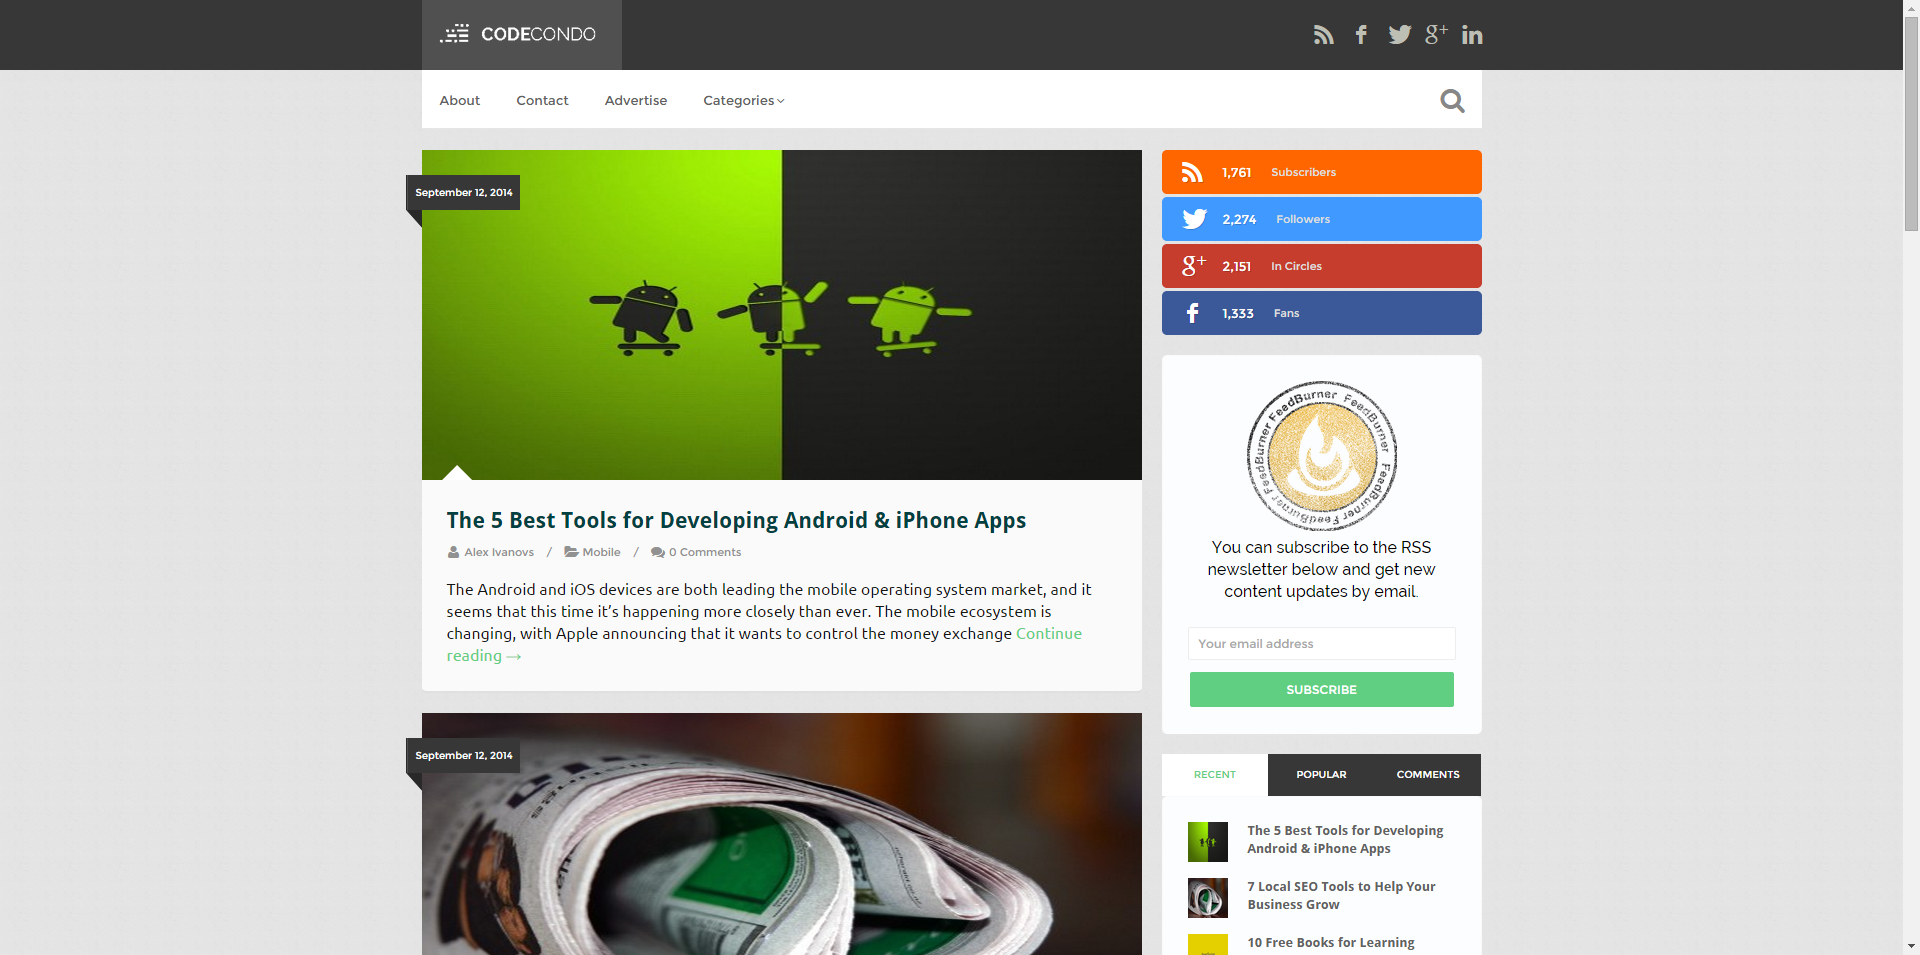 CODECONDO
About
Contact
Advertise
Categories
September 12, 2014
The 5 Best Tools for Developing Android & iPhone Apps
Alex Ivanovs / Mobile / 0 Comments
The Android and iOS devices are both leading the mobile operating system market, and it
seems that this time it’s happening more closely than ever. The mobile ecosystem is
changing, with Apple announcing that it wants to control the money exchange Continue
reading →
September 12, 2014
1,761 Subscribers
2,274 Followers
g+ 2,151 In Circles
1,333 Fans
FeedBurner FeedBurner FeedBurner FeedBurner FeedBurner
You can subscribe to the RSS
newsletter below and get new
content updates by email.
Your email address
SUBSCRIBE
RECENT
POPULAR
COMMENTS
The 5 Best Tools for Developing
Android & iPhone Apps
7 Local SEO Tools to Help Your
Business Grow
10 Free Books for Learning